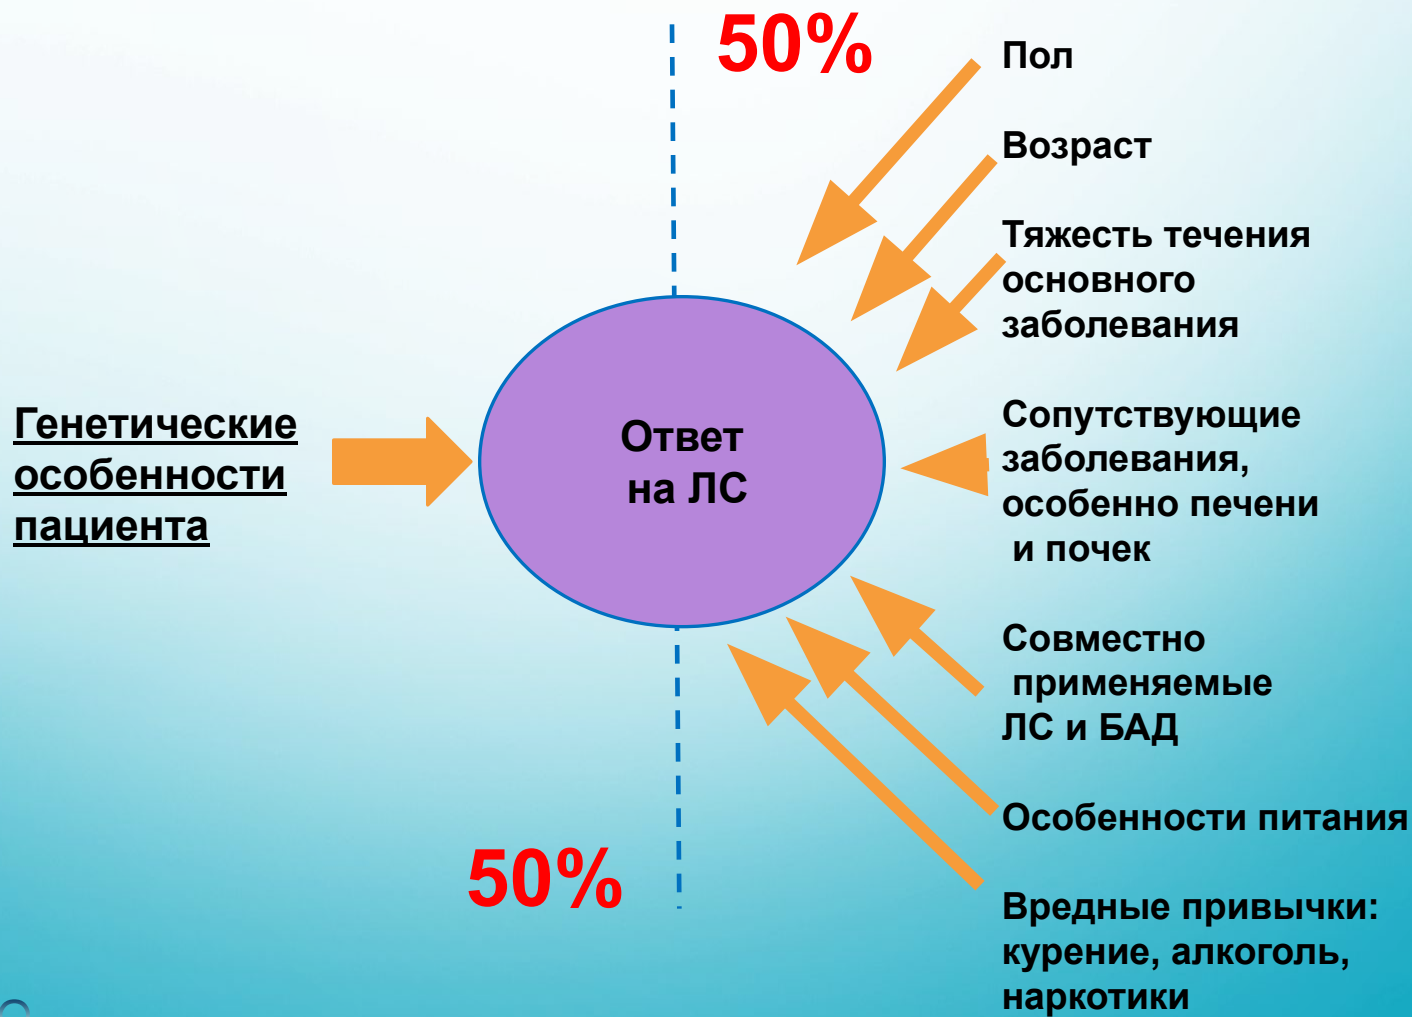 50%
Пол
Возраст
Тяжесть течения
основного
заболевания
Генетические
особенности
пациента
Ответ
на ЛС
Сопутствующие
заболевания,
особенно печени
и почек
Совместно
применяемые
ЛС и БАД
Особенности питания
50%
Вредные привычки:
курение, алкоголь,
наркотики